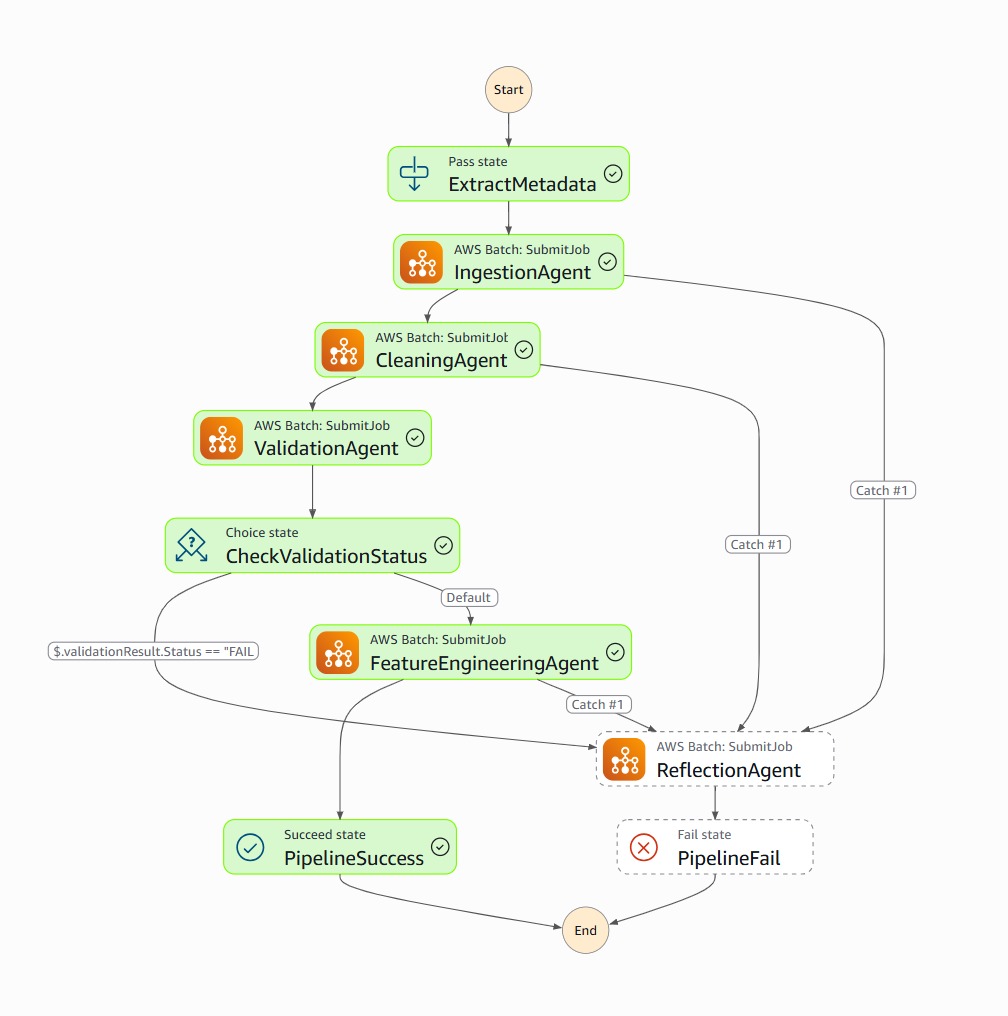 Start
Pass state
ExtractMetadata
AWS Batch: SubmitJob
IngestionAgent
AWS Batch: SubmitJob
CleaningAgent
AWS Batch: SubmitJob
ValidationAgent
Catch #1
Choice state
CheckValidationStatus
Catch #1
Default
AWS Batch: SubmitJob
FeatureEngineeringAgent
$.validationResult.Status == "FAIL
Catch #1
AWS Batch: SubmitJob
ReflectionAgent
Succeed state
PipelineSuccess
Fail state
PipelineFail
End